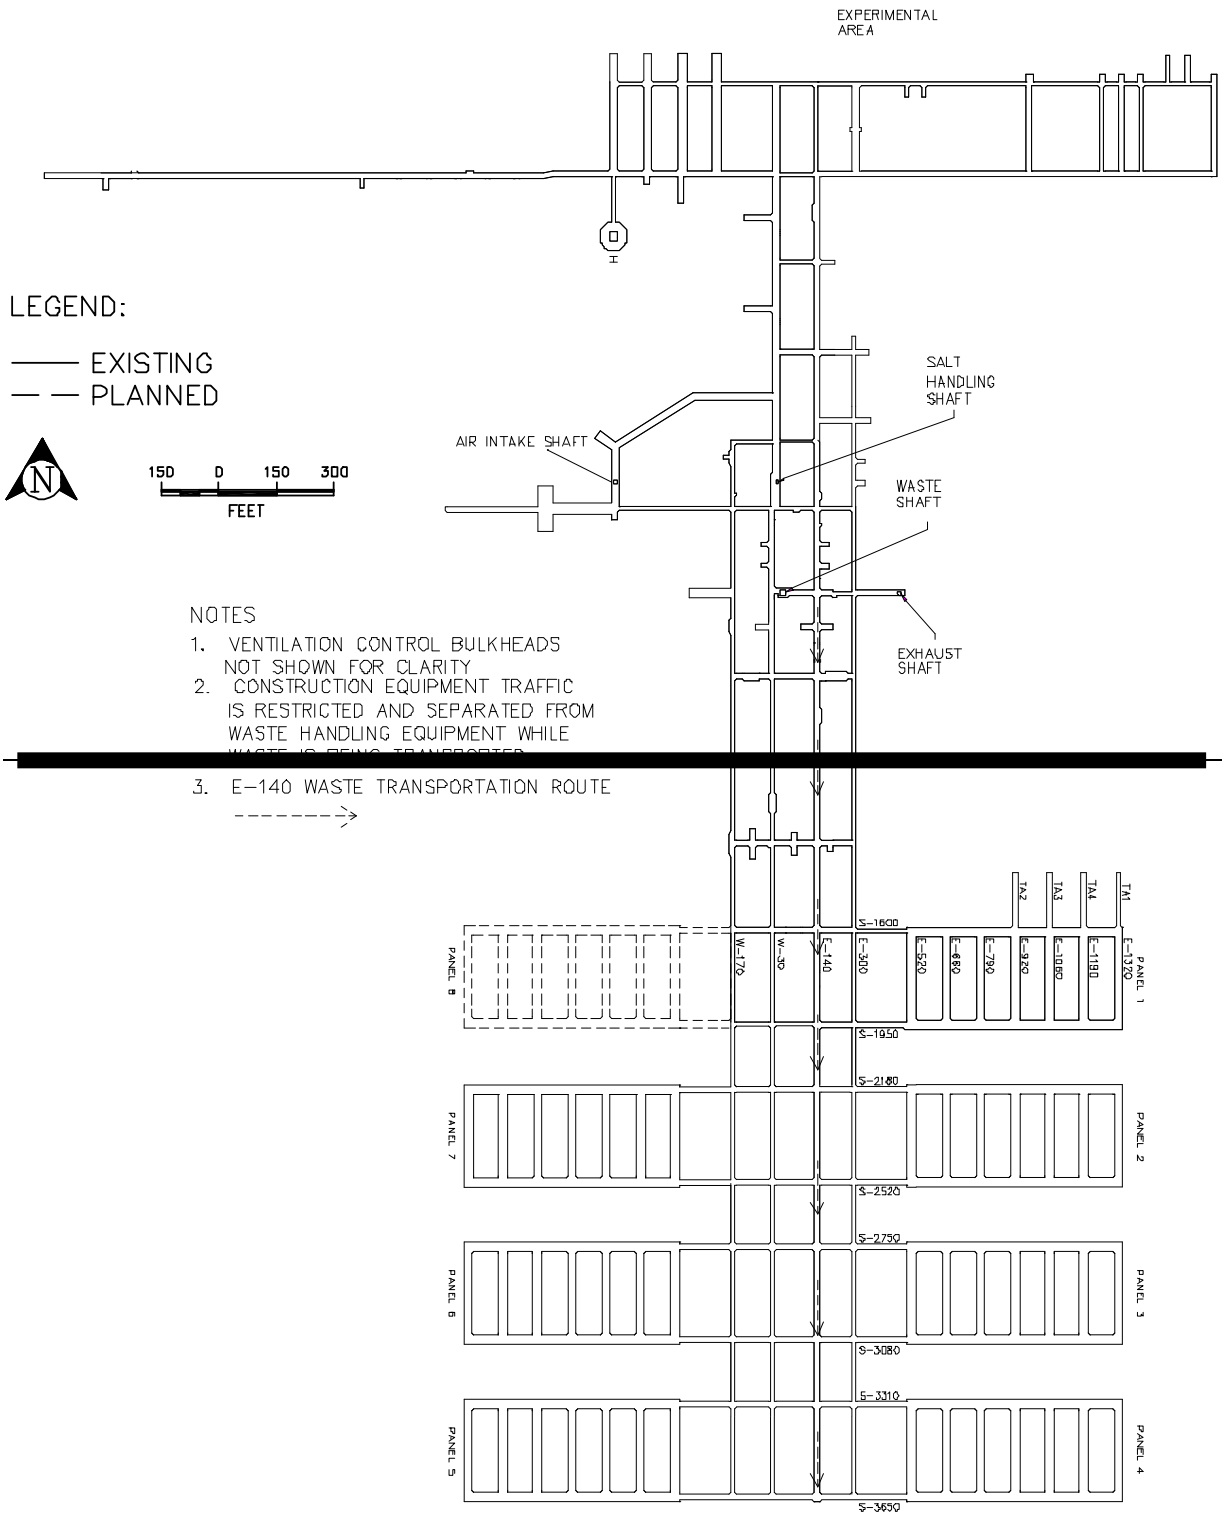 EXPERIMENTAL
AREA
LEGEND:
EXISTING
PLANNED
N
150 0 150 300
FEET
SALT
HANDLING
SHAFT
AIR INTAKE SHAFT
WASTE
SHAFT
EXHAUST
SHAFT
NOTES
1. VENTILATION CONTROL BULKHEADS
NOT SHOWN FOR CLARITY
2. CONSTRUCTION EQUIPMENT TRAFFIC
IS RESTRICTED AND SEPARATED FROM
WASTE HANDLING EQUIPMENT WHILE
WASTE IS BEING TRANSPORTED
3. E-140 WASTE TRANSPORTATION ROUTE
TA2
TA3
TA4
TA1
S-1600
W-170
W-30
E-140
E-300
E-520
E-660
E-790
E-920
E-1060
E-1190
E-1320
PANEL 8
PANEL 1
S-1950
S-2180
PANEL 7
PANEL 2
S-2520
S-2750
PANEL 6
PANEL 3
S-3080
S-3310
PANEL 5
PANEL 4
S-3650